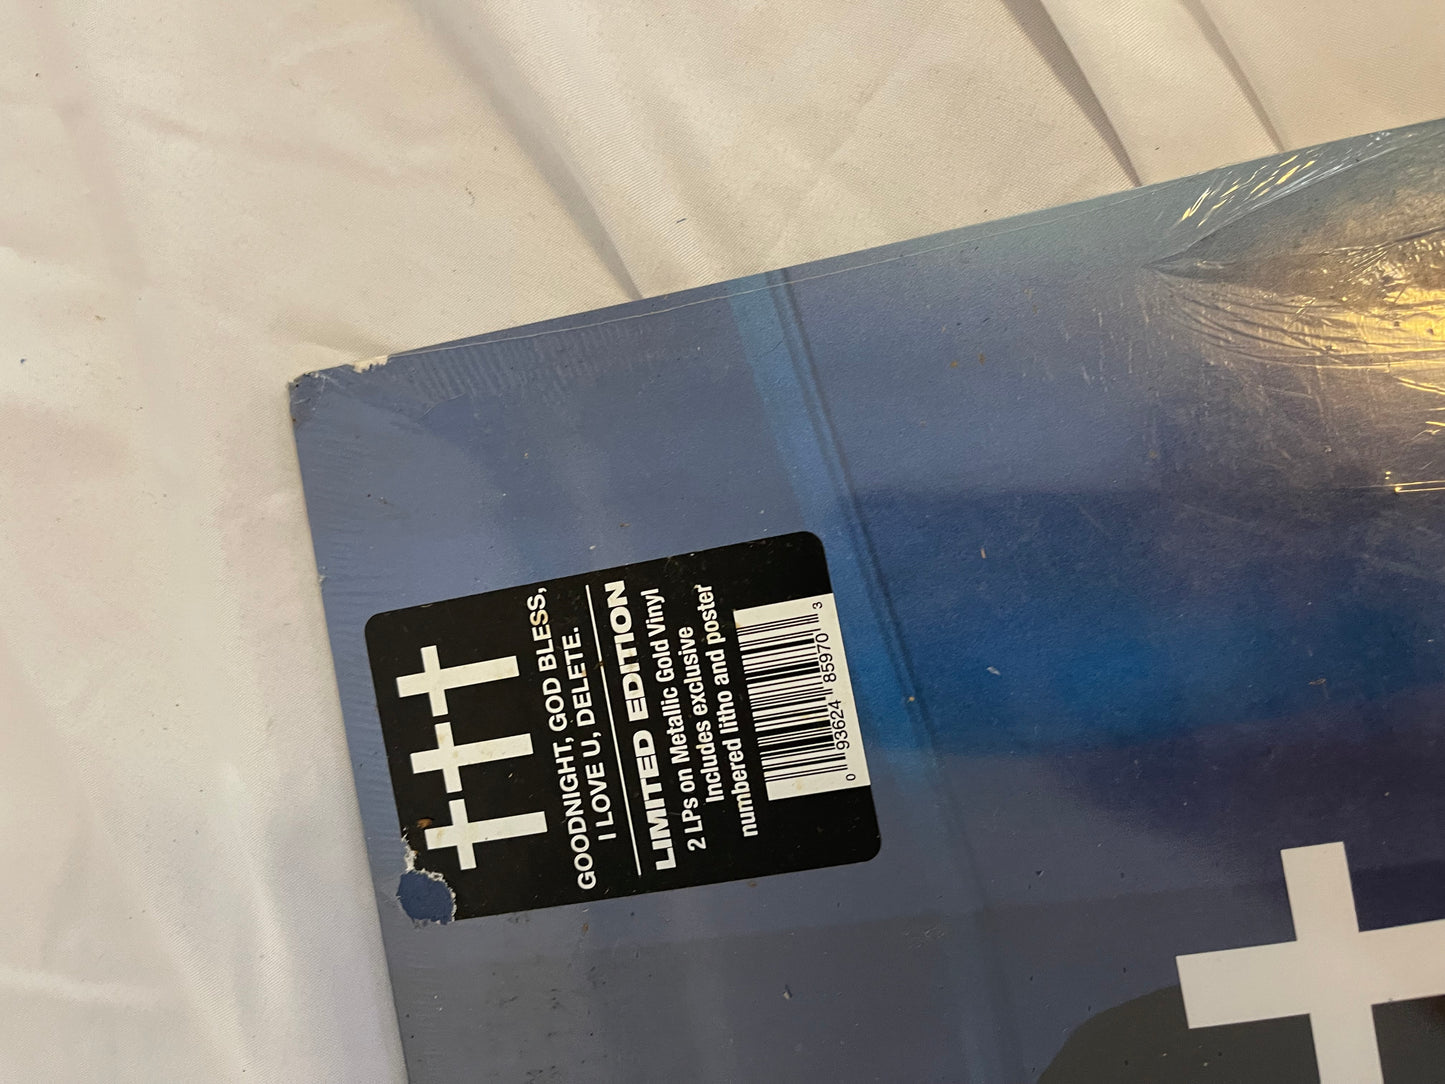 †††
GOODNIGHT, GOD BLESS,
I LOVE U, DELETE.
LIMITED EDITION
2 LPs on Metallic Gold Vinyl
Includes exclusive
numbered litho and poster
0 93624 85970 3